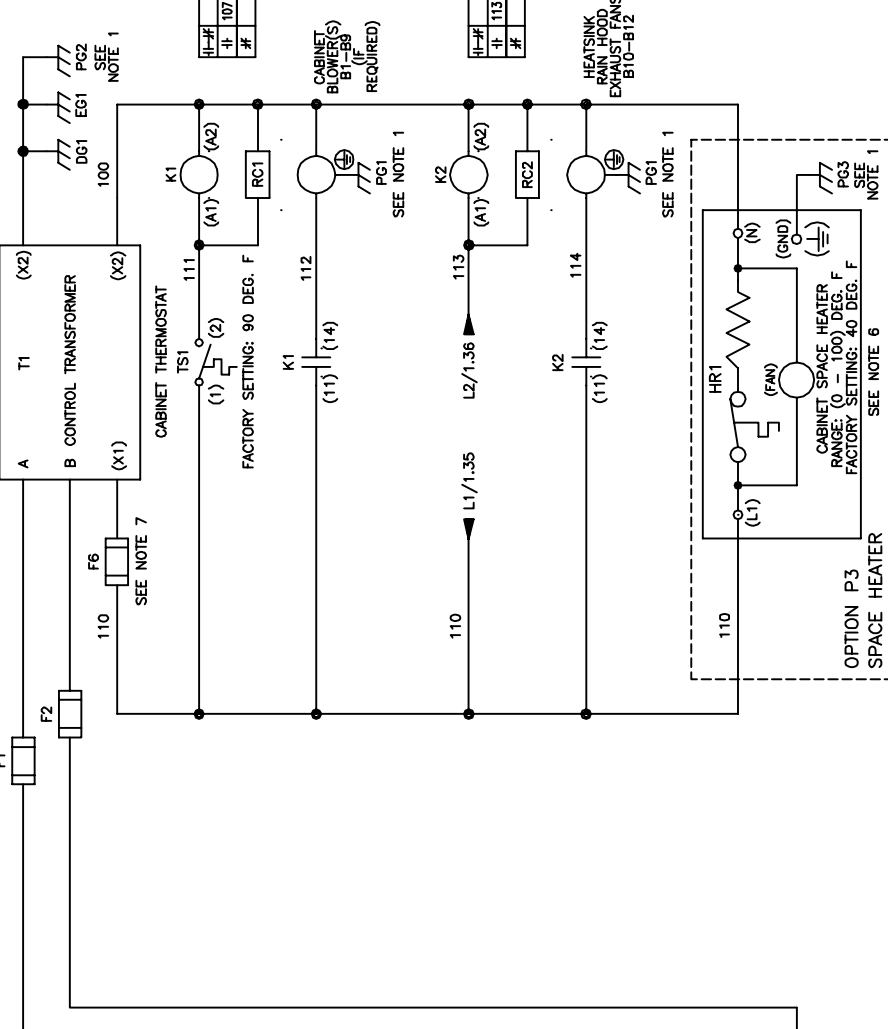 PG2
SEE
NOTE 1
EG1
DG1
100
(X2)
(X2)
T1
CONTROL TRANSFORMER
A
B
(X1)
F2
F6
SEE NOTE 7
110
107
K1
(A2)
(A1)
RC1
111
CABINET THERMOSTAT
TS1
(2)
(1)
FACTORY SETTING: 90 DEG. F
CABINET
BLOWER(S)
B1-B9
(IF
REQUIRED)
PG1
SEE NOTE 1
112
K1
(14)
(11)
113
K2
(A2)
(A1)
RC2
113
L2/1.36
L1/1.35
110
HEATSINK
RAIN HOOD
EXHAUST FANS
B10-B12
PG1
SEE NOTE 1
114
K2
(14)
(11)
PG3
SEE
NOTE 1
(N)
(GND)
HR1
(FAN)
CABINET SPACE HEATER
RANGE: (0 - 100) DEG. F
FACTORY SETTING: 40 DEG. F
SEE NOTE 6
(L1)
110
OPTION P3
SPACE HEATER